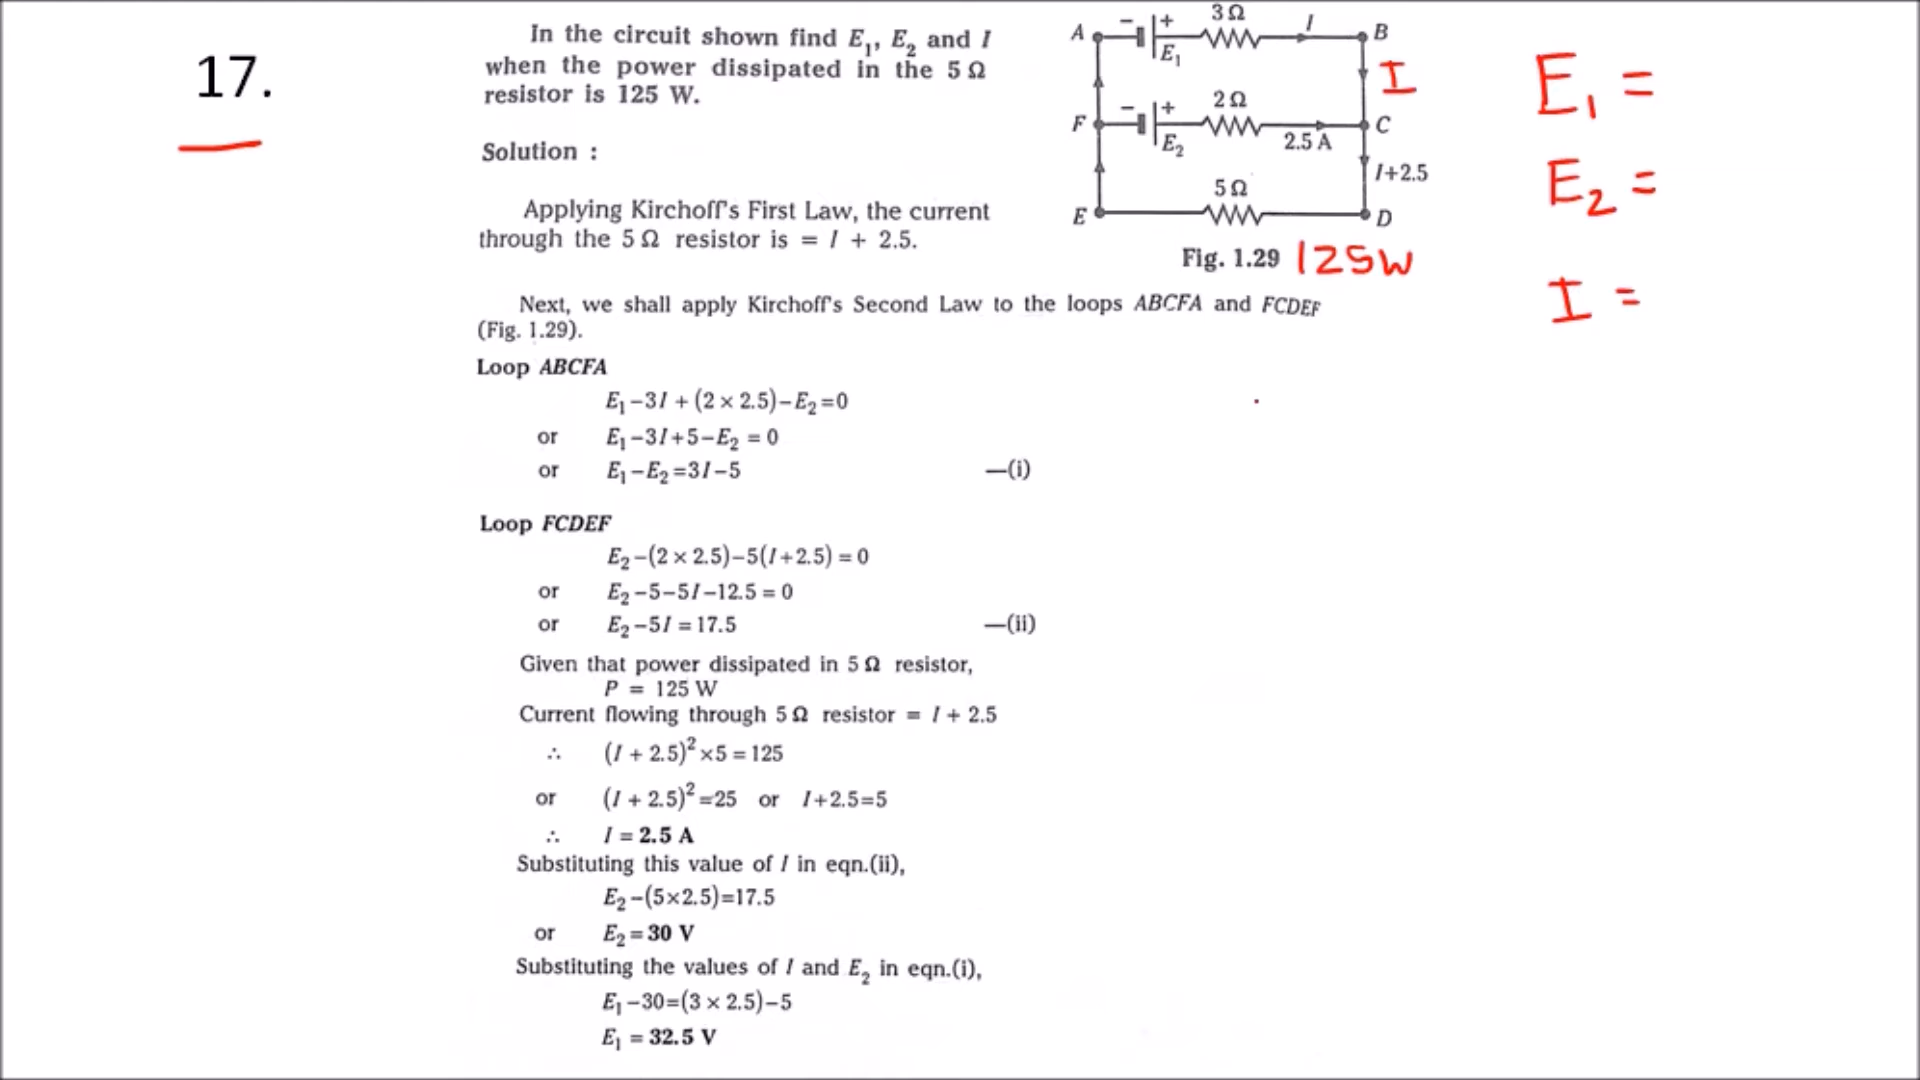 17.
In the circuit shown find E₁, E₂ and I
when the power dissipated in the 5 Ω
resistor is 125 W.
Solution :
Applying Kirchoff's First Law, the current
through the 5 Ω resistor is = I + 2.5.
A
- +
E₁
3 Ω
I
B
I
F
- +
E₂
2 Ω
2.5 A
C
I+2.5
E
5 Ω
D
Fig. 1.29 125W
E₁ =
E₂ =
I =
Next, we shall apply Kirchoff's Second Law to the loops ABCFA and FCDEF
(Fig. 1.29).
Loop ABCFA
E₁−3I + (2 × 2.5)−E₂=0
or E₁−3I+5−E₂ = 0
or E₁−E₂=3I−5 —(i)
Loop FCDEF
E₂−(2 × 2.5)−5(I+2.5) = 0
or E₂−5−5I−12.5 = 0
or E₂−5I = 17.5 —(ii)
Given that power dissipated in 5 Ω resistor,
P = 125 W
Current flowing through 5 Ω resistor = I + 2.5
∴ (I + 2.5)² ×5 = 125
or (I + 2.5)² =25 or I+2.5=5
∴ I = 2.5 A
Substituting this value of I in eqn.(ii),
E₂−(5×2.5)=17.5
or E₂ = 30 V
Substituting the values of I and E₂ in eqn.(i),
E₁−30=(3 × 2.5)−5
E₁ = 32.5 V